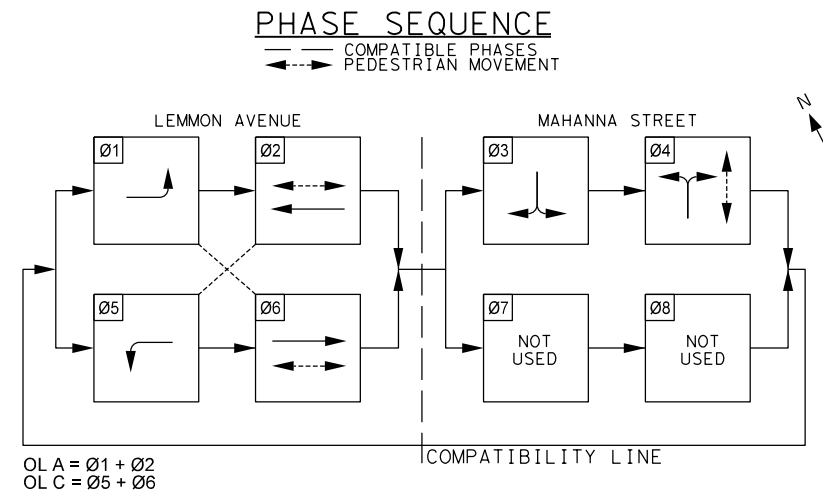 PHASE SEQUENCE
COMPATIBLE PHASES
PEDESTRIAN MOVEMENT
N
LEMMON AVENUE
MAHANNA STREET
Ø1
Ø2
Ø3
Ø4
Ø5
Ø6
Ø7
NOT
USED
Ø8
NOT
USED
COMPATIBILITY LINE
OL A = Ø1 + Ø2
OL C = Ø5 + Ø6